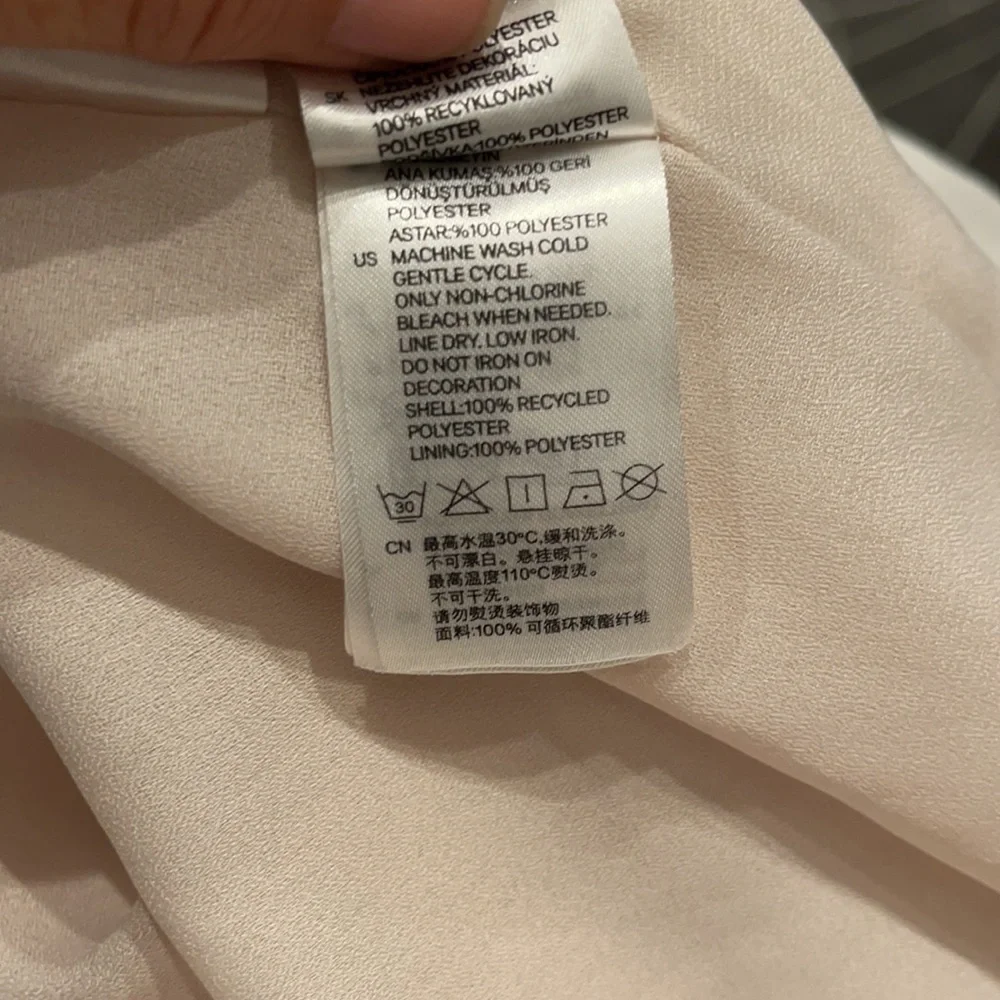 POLYESTER
SK NEŽEHLITE DEKORÁCIU
VRCHNÝ MATERIÁL:
100% RECYKLOVANÝ
POLYESTER
PODŠÍVKA:100% POLYESTER
ANA KUMAŞ:%100 GERİ
DÖNÜŞTÜRÜLMÜŞ
POLYESTER
ASTAR:%100 POLYESTER
US MACHINE WASH COLD
GENTLE CYCLE.
ONLY NON-CHLORINE
BLEACH WHEN NEEDED.
LINE DRY. LOW IRON.
DO NOT IRON ON
DECORATION
SHELL:100% RECYCLED
POLYESTER
LINING:100% POLYESTER
30
CN 最高水温30°C,缓和洗涤。
不可漂白。悬挂晾干。
最高温度110°C熨烫。
不可干洗。
请勿熨烫装饰物
面料:100% 可循环聚酯纤维